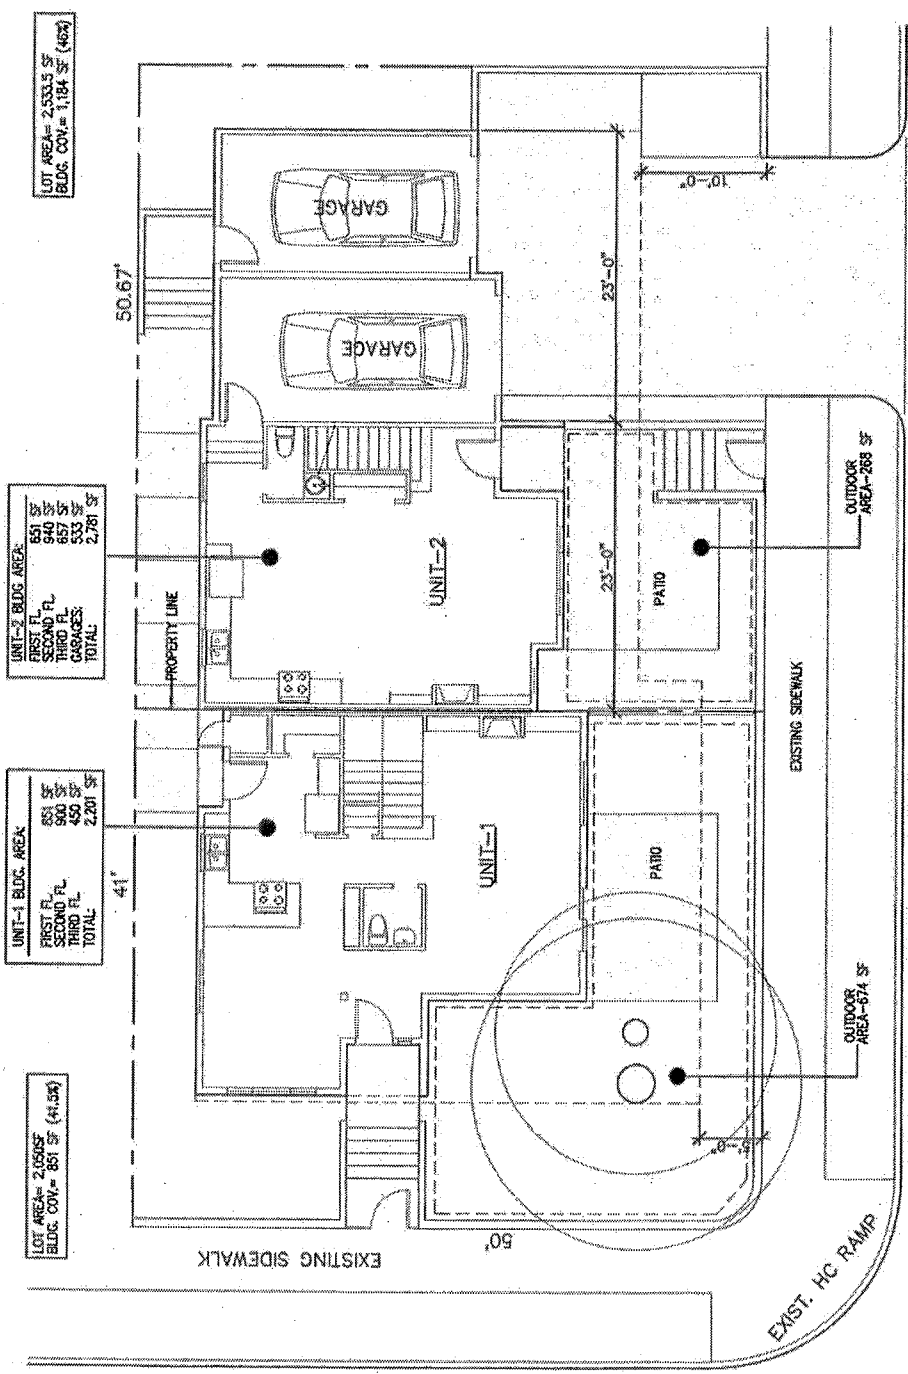 LOT AREA= 2,050SF
BLDG. COV.= 851 SF (41.5%)
UNIT-1 BLDG. AREA:
FIRST FL. 851 SF
SECOND FL. 900 SF
THIRD FL. 450 SF
TOTAL: 2,201 SF
UNIT-2 BLDG AREA:
FIRST FL. 651 SF
SECOND FL. 940 SF
THIRD FL. 657 SF
GARAGES: 533 SF
TOTAL: 2,781 SF
LOT AREA= 2,533.5 SF
BLDG. COV.= 1,184 SF (46%)
41'
50.67'
PROPERTY LINE
GARAGE
GARAGE
UNIT-1
UNIT-2
23'-0"
23'-0"
10'-0"
PATIO
PATIO
5'-0"
50'
EXISTING SIDEWALK
EXISTING SIDEWALK
OUTDOOR
AREA-674 SF
OUTDOOR
AREA-268 SF
EXIST. HC RAMP